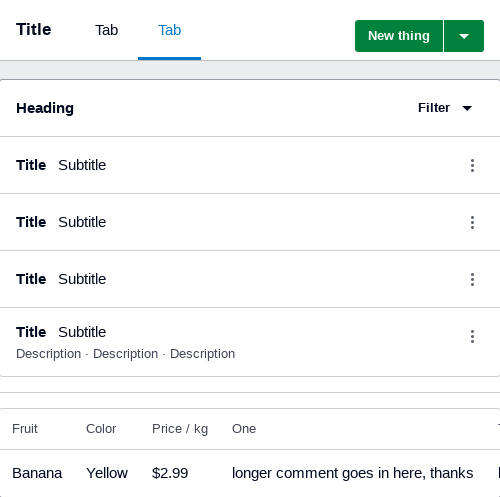 Title Tab Tab New thing
Heading Filter
Title Subtitle
Title Subtitle
Title Subtitle
Title Subtitle
Description · Description · Description
Fruit Color Price / kg One
Banana Yellow $2.99 longer comment goes in here, thanks